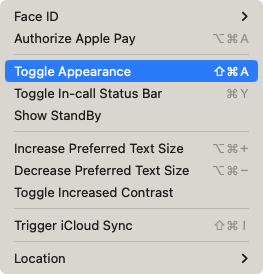 Face ID
Authorize Apple Pay ⌥⌘A
Toggle Appearance ⇧⌘A
Toggle In-call Status Bar ⌘Y
Show StandBy
Increase Preferred Text Size ⌥⌘+
Decrease Preferred Text Size ⌥⌘−
Toggle Increased Contrast
Trigger iCloud Sync ⇧⌘I
Location